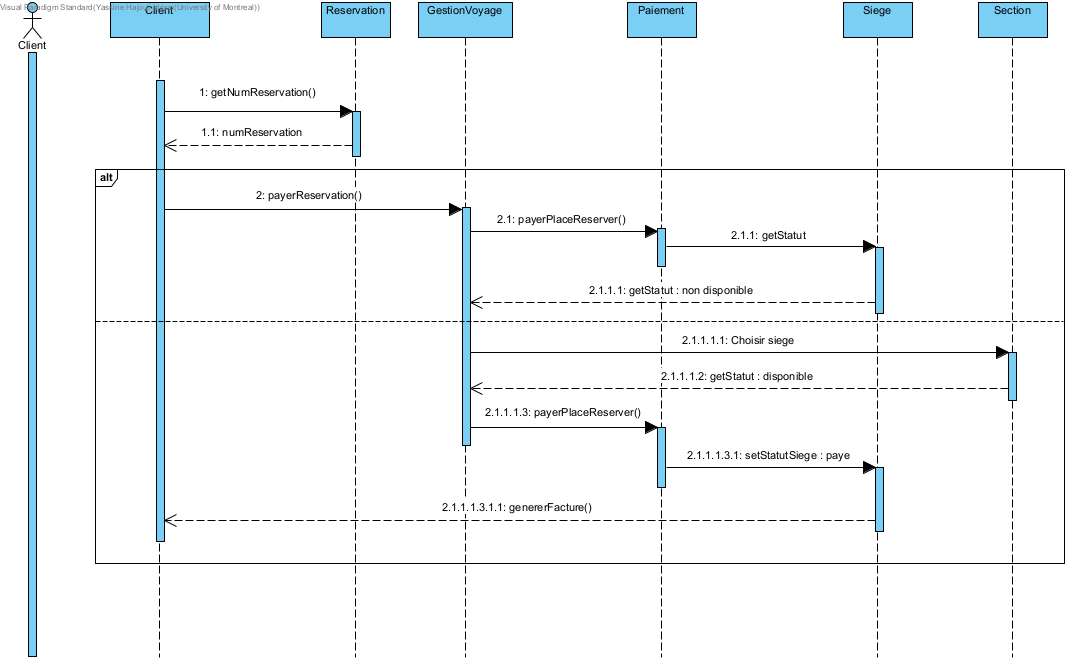 Visual Paradigm Standard(Yassine Hajou(University of Montreal))
Client
Client
Reservation
GestionVoyage
Paiement
Siege
Section
1: getNumReservation()
1.1: numReservation
alt
2: payerReservation()
2.1: payerPlaceReserver()
2.1.1: getStatut
2.1.1.1: getStatut : non disponible
2.1.1.1.1: Choisir siege
2.1.1.1.2: getStatut : disponible
2.1.1.1.3: payerPlaceReserver()
2.1.1.1.3.1: setStatutSiege : paye
2.1.1.1.3.1.1: genererFacture()